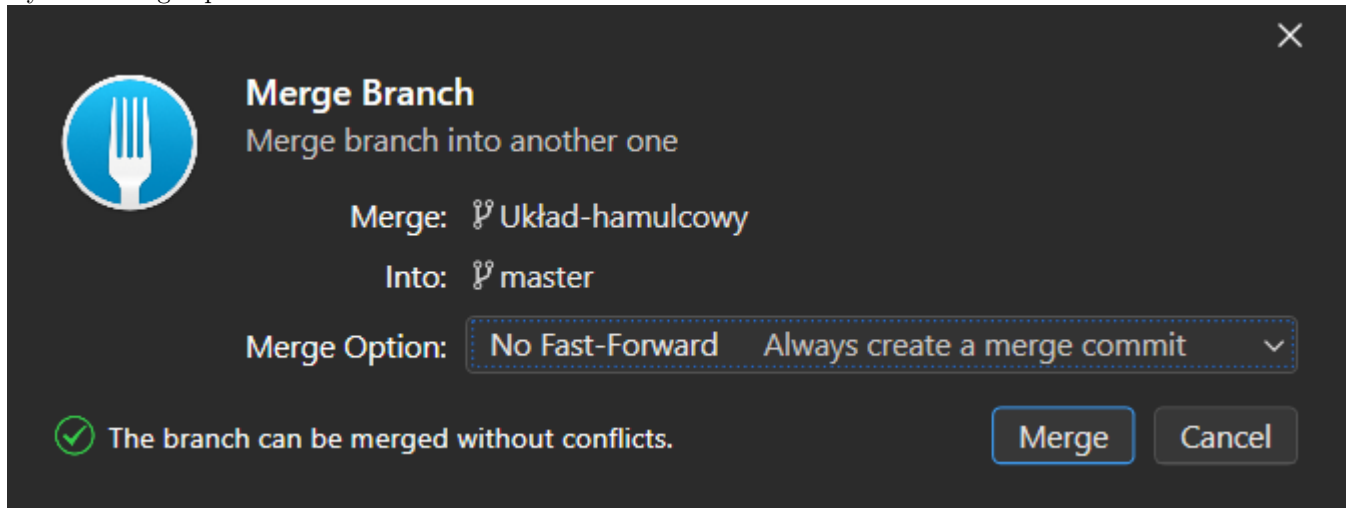 Merge Branch
Merge branch into another one
Merge: Układ-hamulcowy
Into: master
Merge Option: No Fast-Forward Always create a merge commit
The branch can be merged without conflicts. Merge Cancel